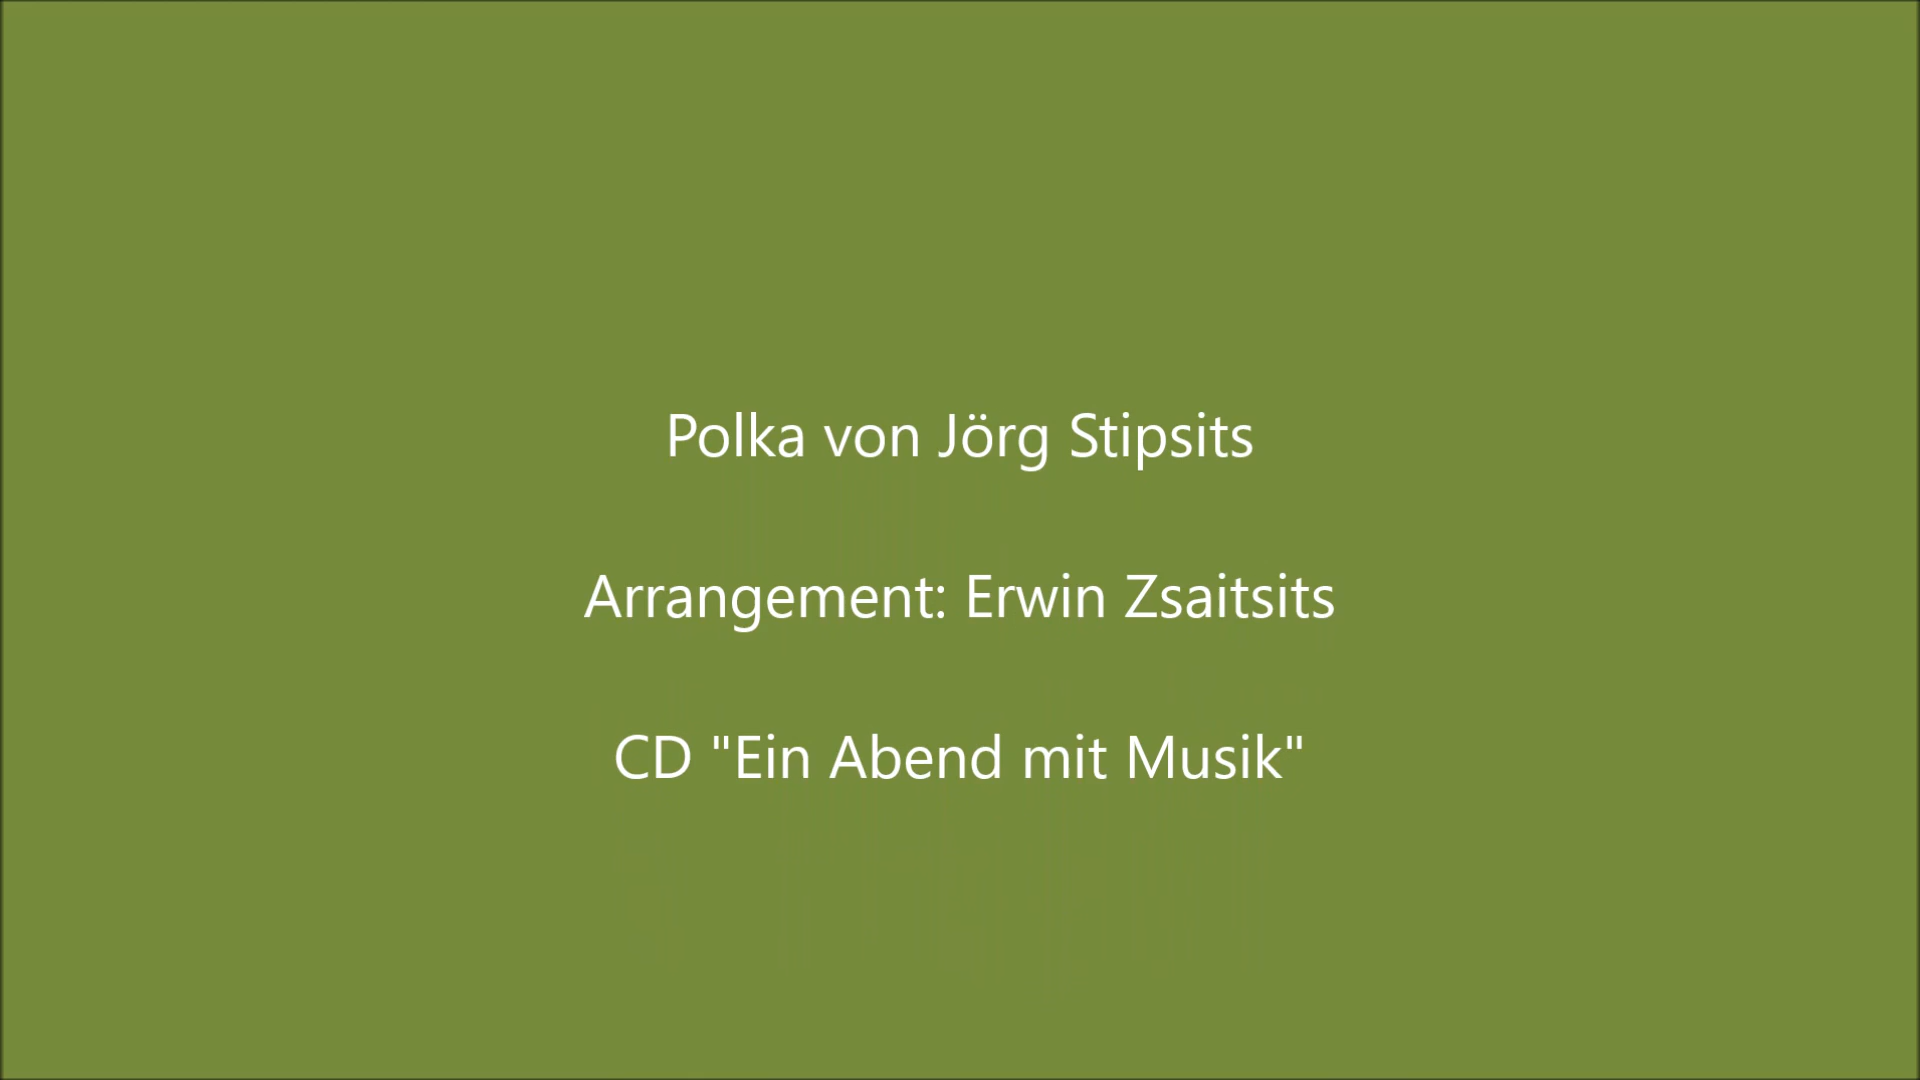 Polka von Jörg Stipsits
Arrangement: Erwin Zsaitsits
CD "Ein Abend mit Musik"